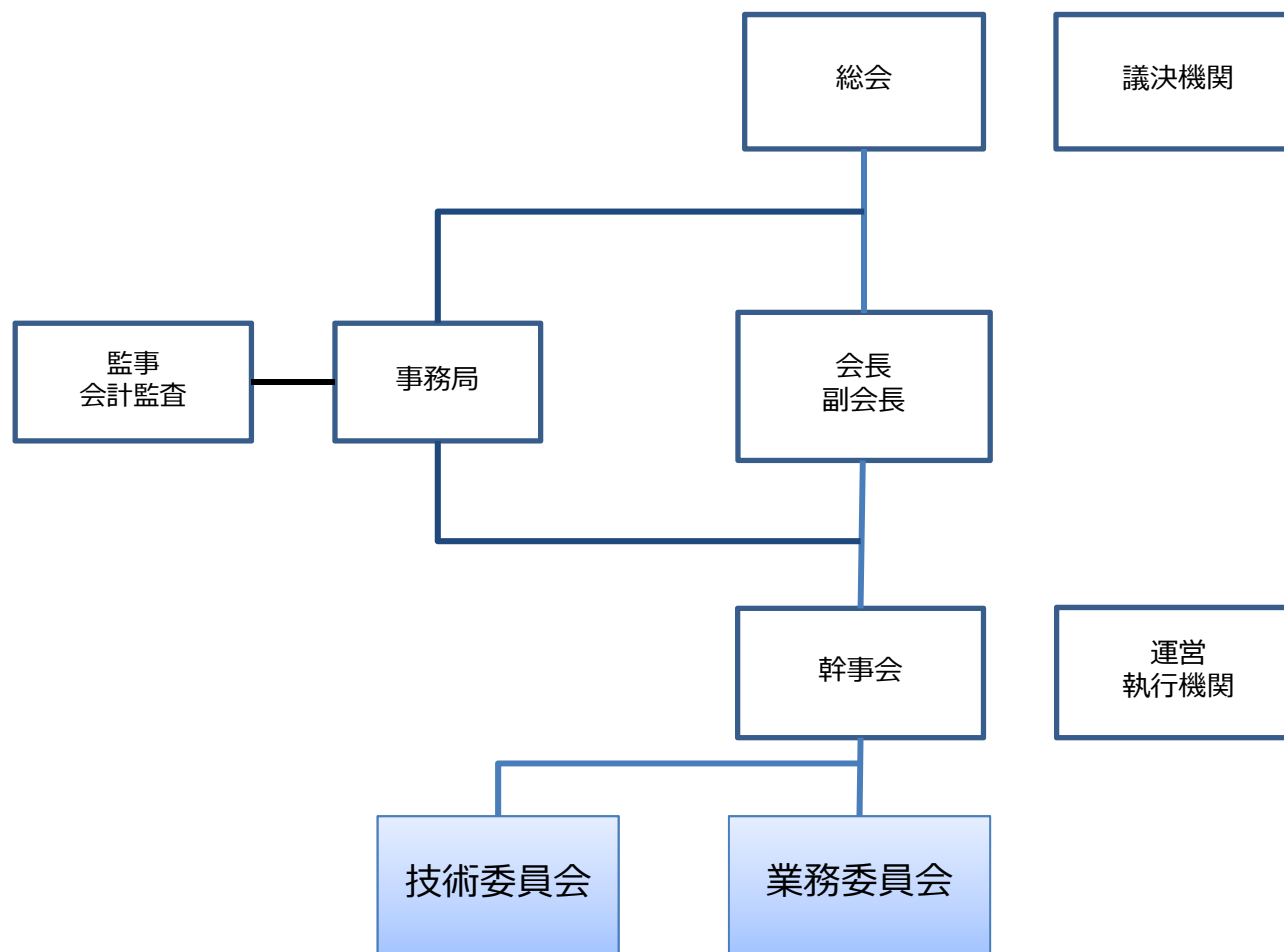 総会
議決機関
監事
会計監査
事務局
会長
副会長
幹事会
運営
執行機関
技術委員会
業務委員会